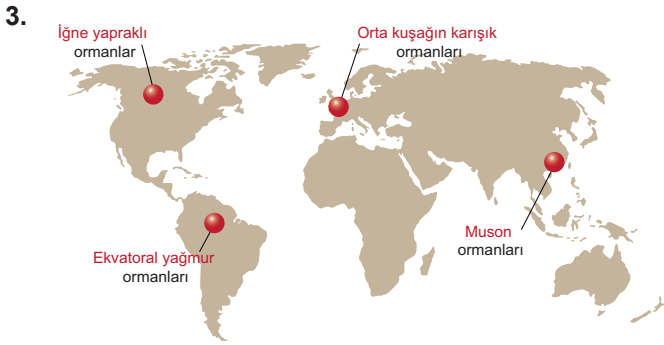 3.
İğne yapraklı
ormanlar
Orta kuşağın karışık
ormanları
Ekvatoral yağmur
ormanları
Muson
ormanları